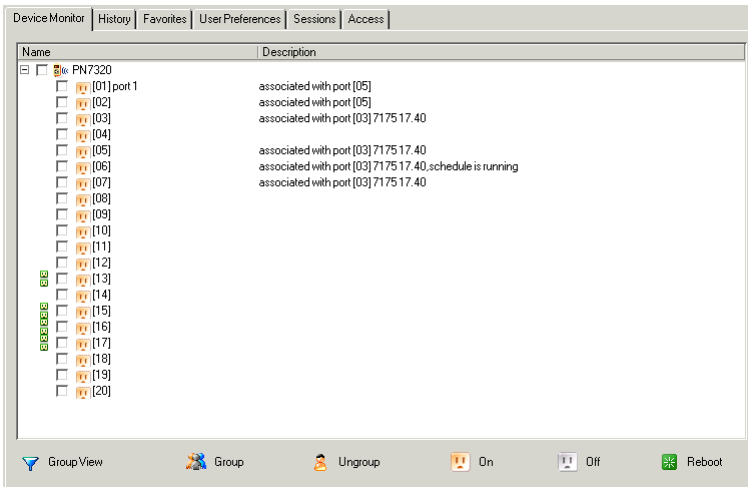 Device Monitor History Favorites User Preferences Sessions Access
Name Description
PN7320
[01] port 1 associated with port [05]
[02] associated with port [05]
[03] associated with port [03] 7175 17.40
[04]
[05] associated with port [03] 7175 17.40
[06] associated with port [03] 7175 17.40,schedule is running
[07] associated with port [03] 7175 17.40
[08]
[09]
[10]
[11]
[12]
[13]
[14]
[15]
[16]
[17]
[18]
[19]
[20]
Group View Group Ungroup On Off Reboot